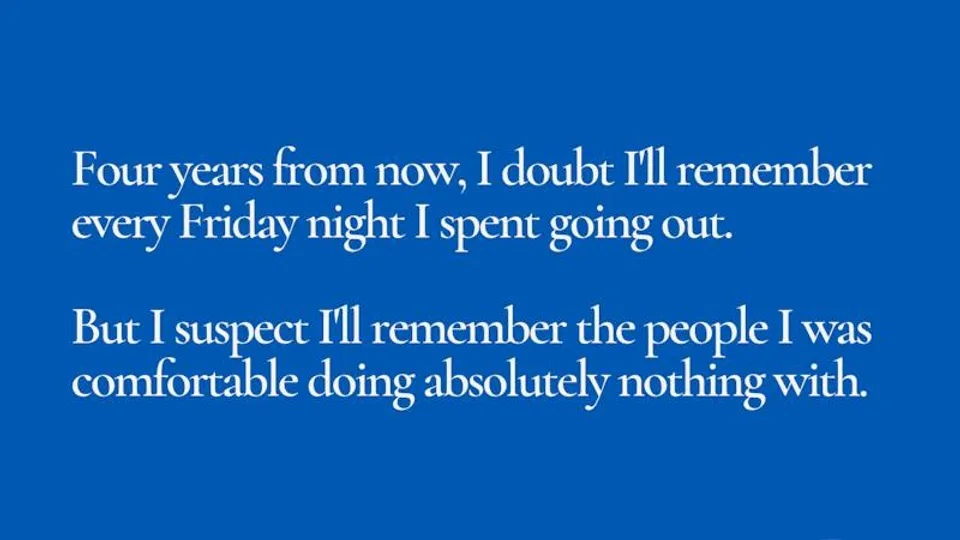 Four years from now, I doubt I'll remember
every Friday night I spent going out.
But I suspect I'll remember the people I was
comfortable doing absolutely nothing with.